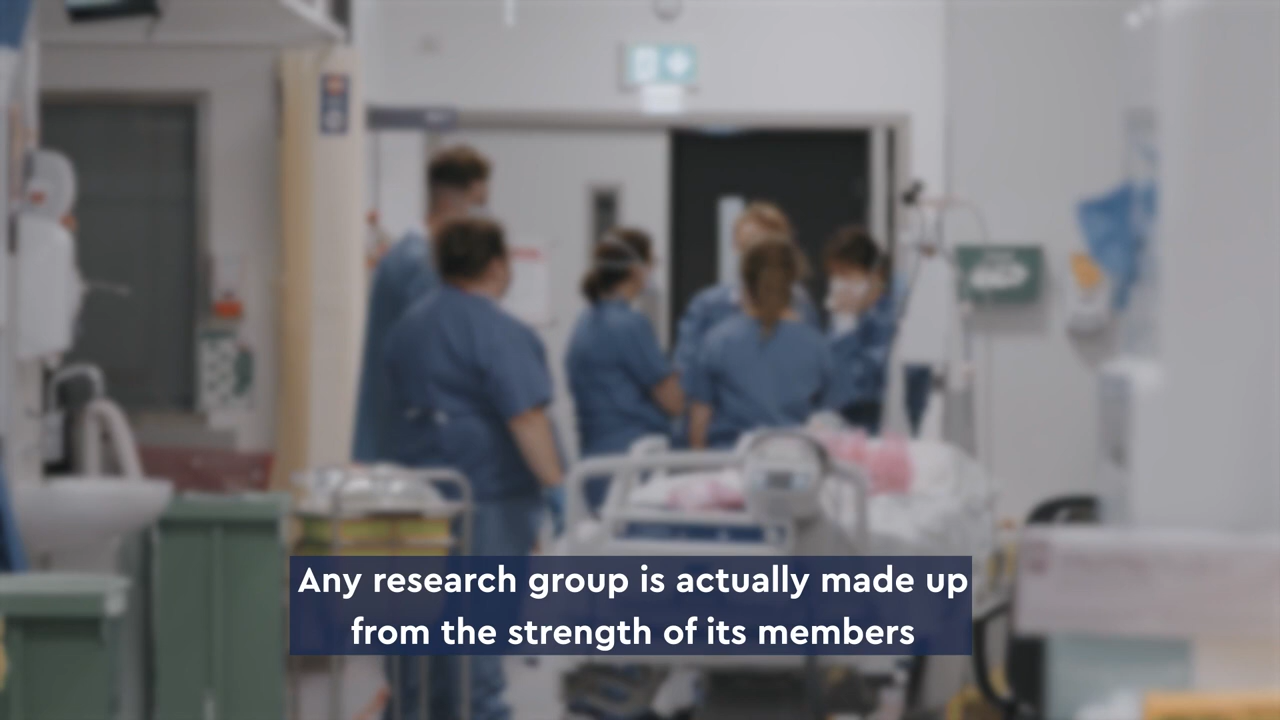 Any research group is actually made up
from the strength of its members